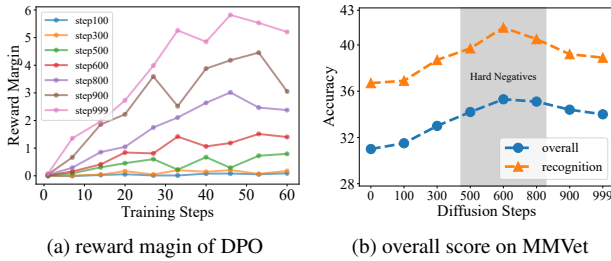 (a)
step100
step300
step500
step600
step800
step900
step999
6
5
4
3
2
1
0
Reward Margin
0 10 20 30 40 50 60
Training Steps
(a) reward magin of DPO
(b)
43
40
36
32
28
Accuracy
Hard Negatives
overall
recognition
0 100 300 500 600 800 900 999
Diffusion Steps
(b) overall score on MMVet